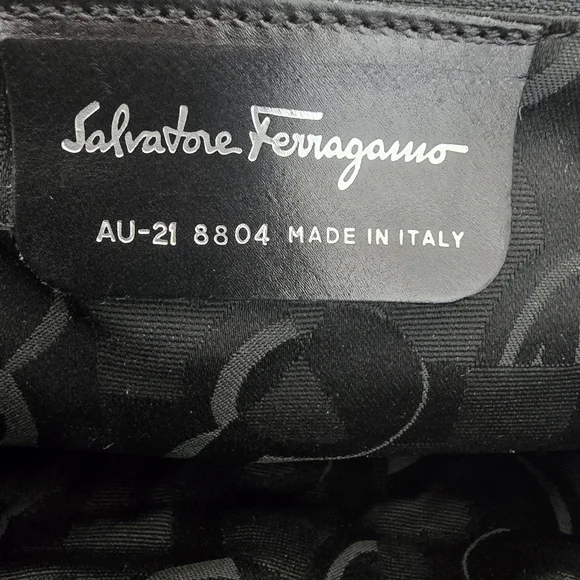 Salvatore Ferragamo
AU-21 8804 MADE IN ITALY